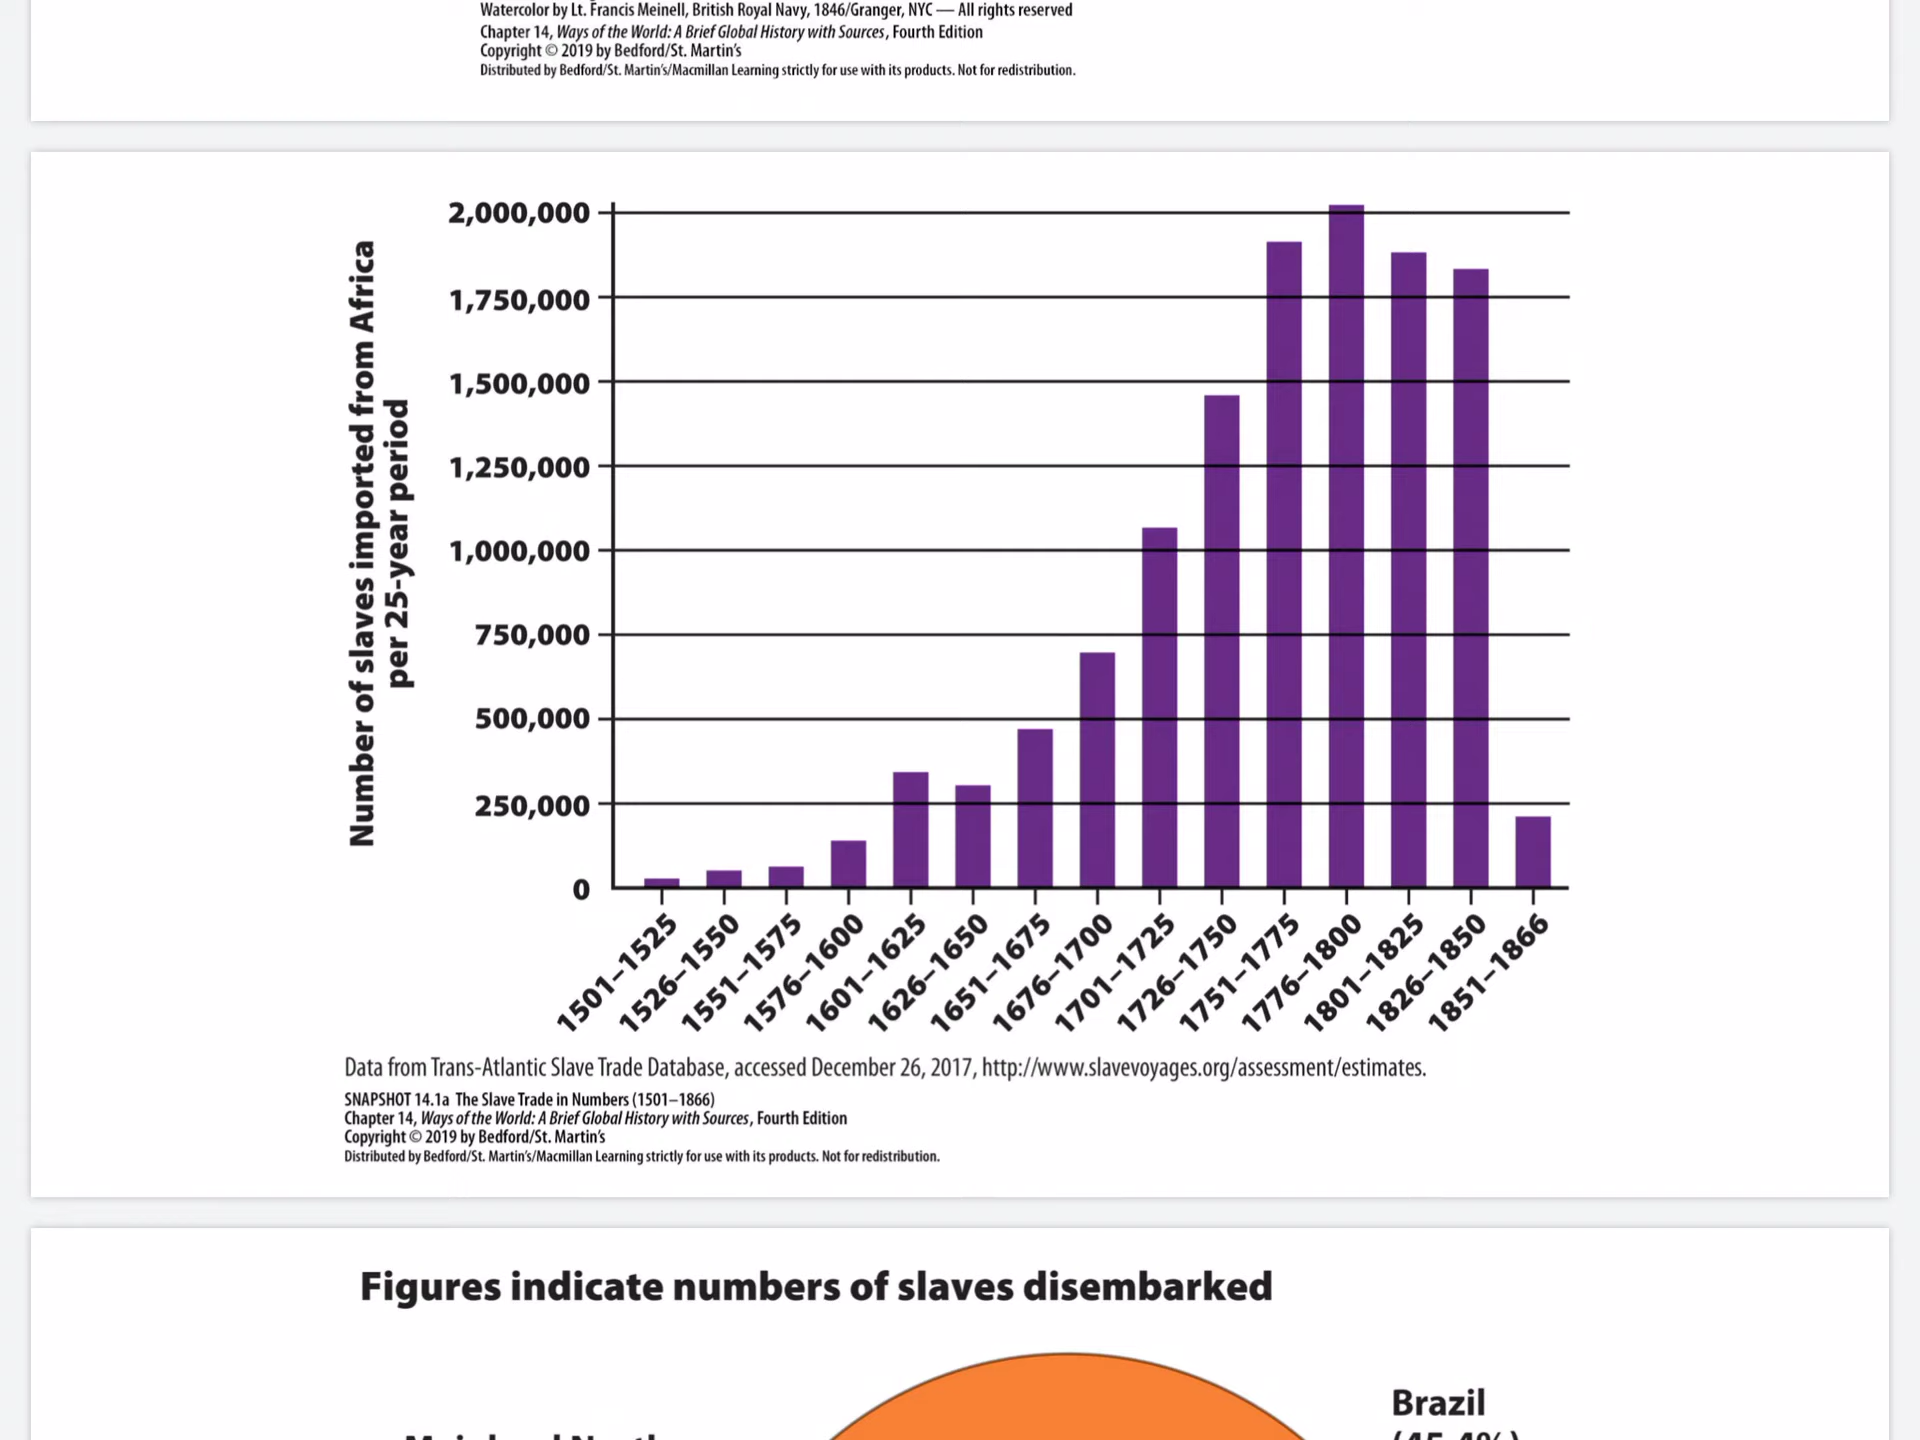 Watercolor by Lt. Francis Meinell, British Royal Navy, 1846/Granger, NYC — All rights reserved
Chapter 14, Ways of the World: A Brief Global History with Sources, Fourth Edition
Copyright © 2019 by Bedford/St. Martin's
Distributed by Bedford/St. Martin's/Macmillan Learning strictly for use with its products. Not for redistribution.
Number of slaves imported from Africa
per 25-year period
2,000,000
1,750,000
1,500,000
1,250,000
1,000,000
750,000
500,000
250,000
0
1501–1525
1526–1550
1551–1575
1576–1600
1601–1625
1626–1650
1651–1675
1676–1700
1701–1725
1726–1750
1751–1775
1776–1800
1801–1825
1826–1850
1851–1866
Data from Trans-Atlantic Slave Trade Database, accessed December 26, 2017, http://www.slavevoyages.org/assessment/estimates.
SNAPSHOT 14.1a The Slave Trade in Numbers (1501–1866)
Chapter 14, Ways of the World: A Brief Global History with Sources, Fourth Edition
Copyright © 2019 by Bedford/St. Martin's
Distributed by Bedford/St. Martin's/Macmillan Learning strictly for use with its products. Not for redistribution.
Figures indicate numbers of slaves disembarked
Brazil
(45.4%)